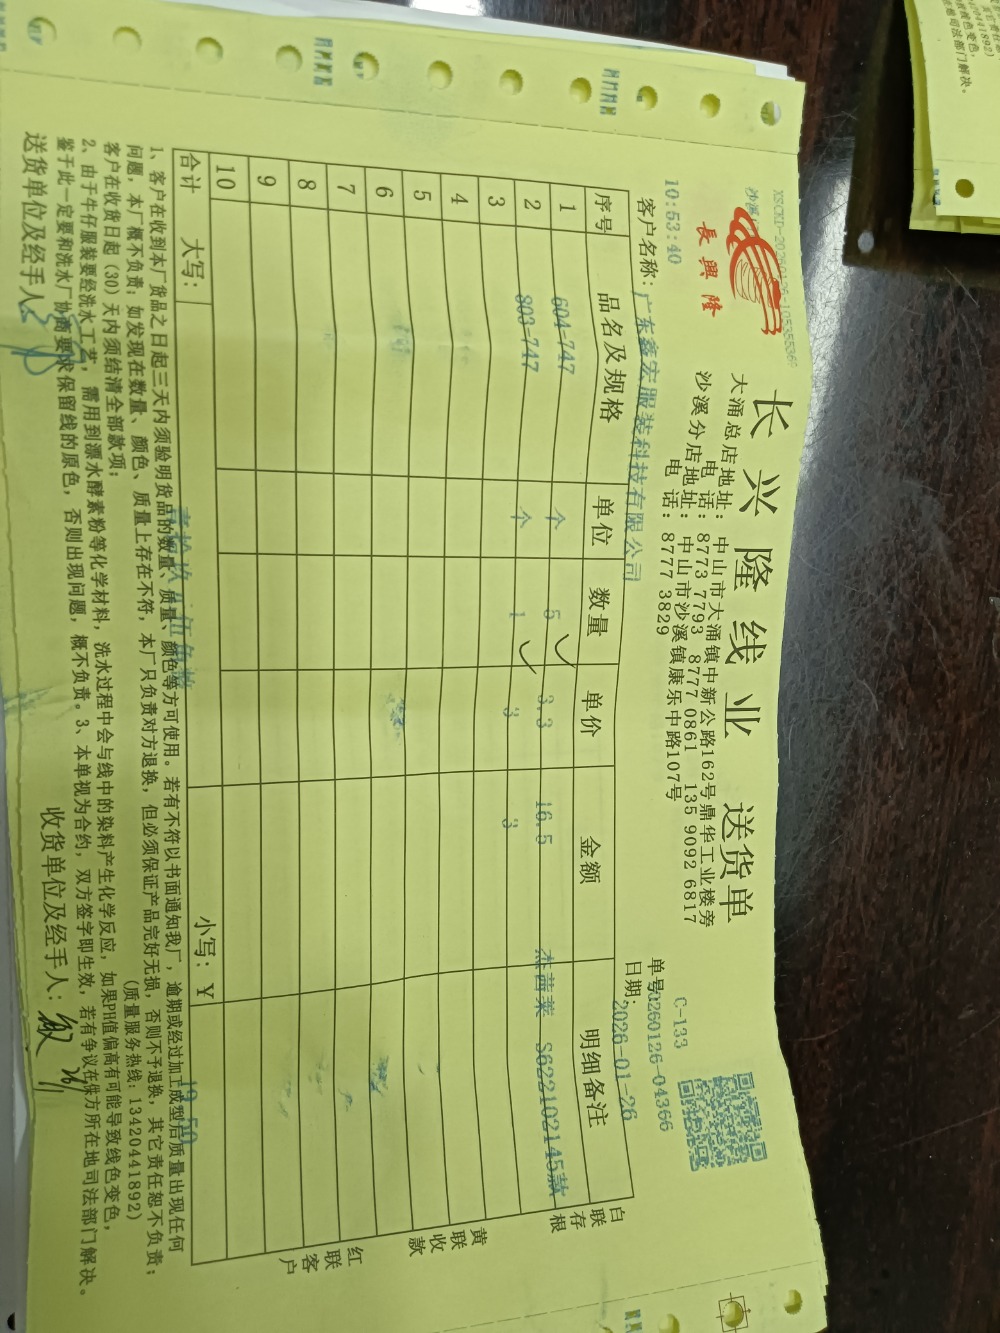 長興隆
长兴隆线业 送货单
大涌总店地址：中山市大涌镇中新公路162号鼎华工业楼旁
电 话：8773 7793 8777 0861 135 9092 6817
沙溪分店地址：中山市沙溪镇康乐中路107号
电 话：8777 3829
C-133
10:53:40
单号:
0260126-04366
客户名称：广东鑫宏服装科技有限公司
日期：2026-01-26
序号 品名及规格 单位 数量 单价 金额 明细备注
1 604-747 个 5 3.3 16.5 杰茜莱 S622102145款
2 803-747 个 1 3 3
3
4
5
6
7
8
9
10
合计 大写： 壹拾玖元伍角整 小写：￥ 19.50
白联存根
黄联收款
红联客户
1、客户在收到本厂货品之日起三天内须验明货品的数量、质量、颜色等方可使用。若有不符以书面通知我厂，逾期或经过加工成型后质量出现任何
问题，本厂概不负责；如发现在数量、颜色、质量上存在不符，本厂只负责对方退换，但必须保证产品完好无损，否则不予退换，其它责任恕不负责；
客户在收货日起（30）天内须结清全部款项； （质量服务热线：13420441892）
2、由于牛仔服装要经洗水工艺，需用到漂水酵素粉等化学材料，洗水过程中会与线中的染料产生化学反应，如果PH值偏高有可能导致线色变色，
鉴于此一定要和洗水厂协商要求保留线的原色，否则出现问题，概不负责。3、本单视为合约，双方签字即生效，若有争议在供方所在地司法部门解决。
送货单位及经手人： 收货单位及经手人：